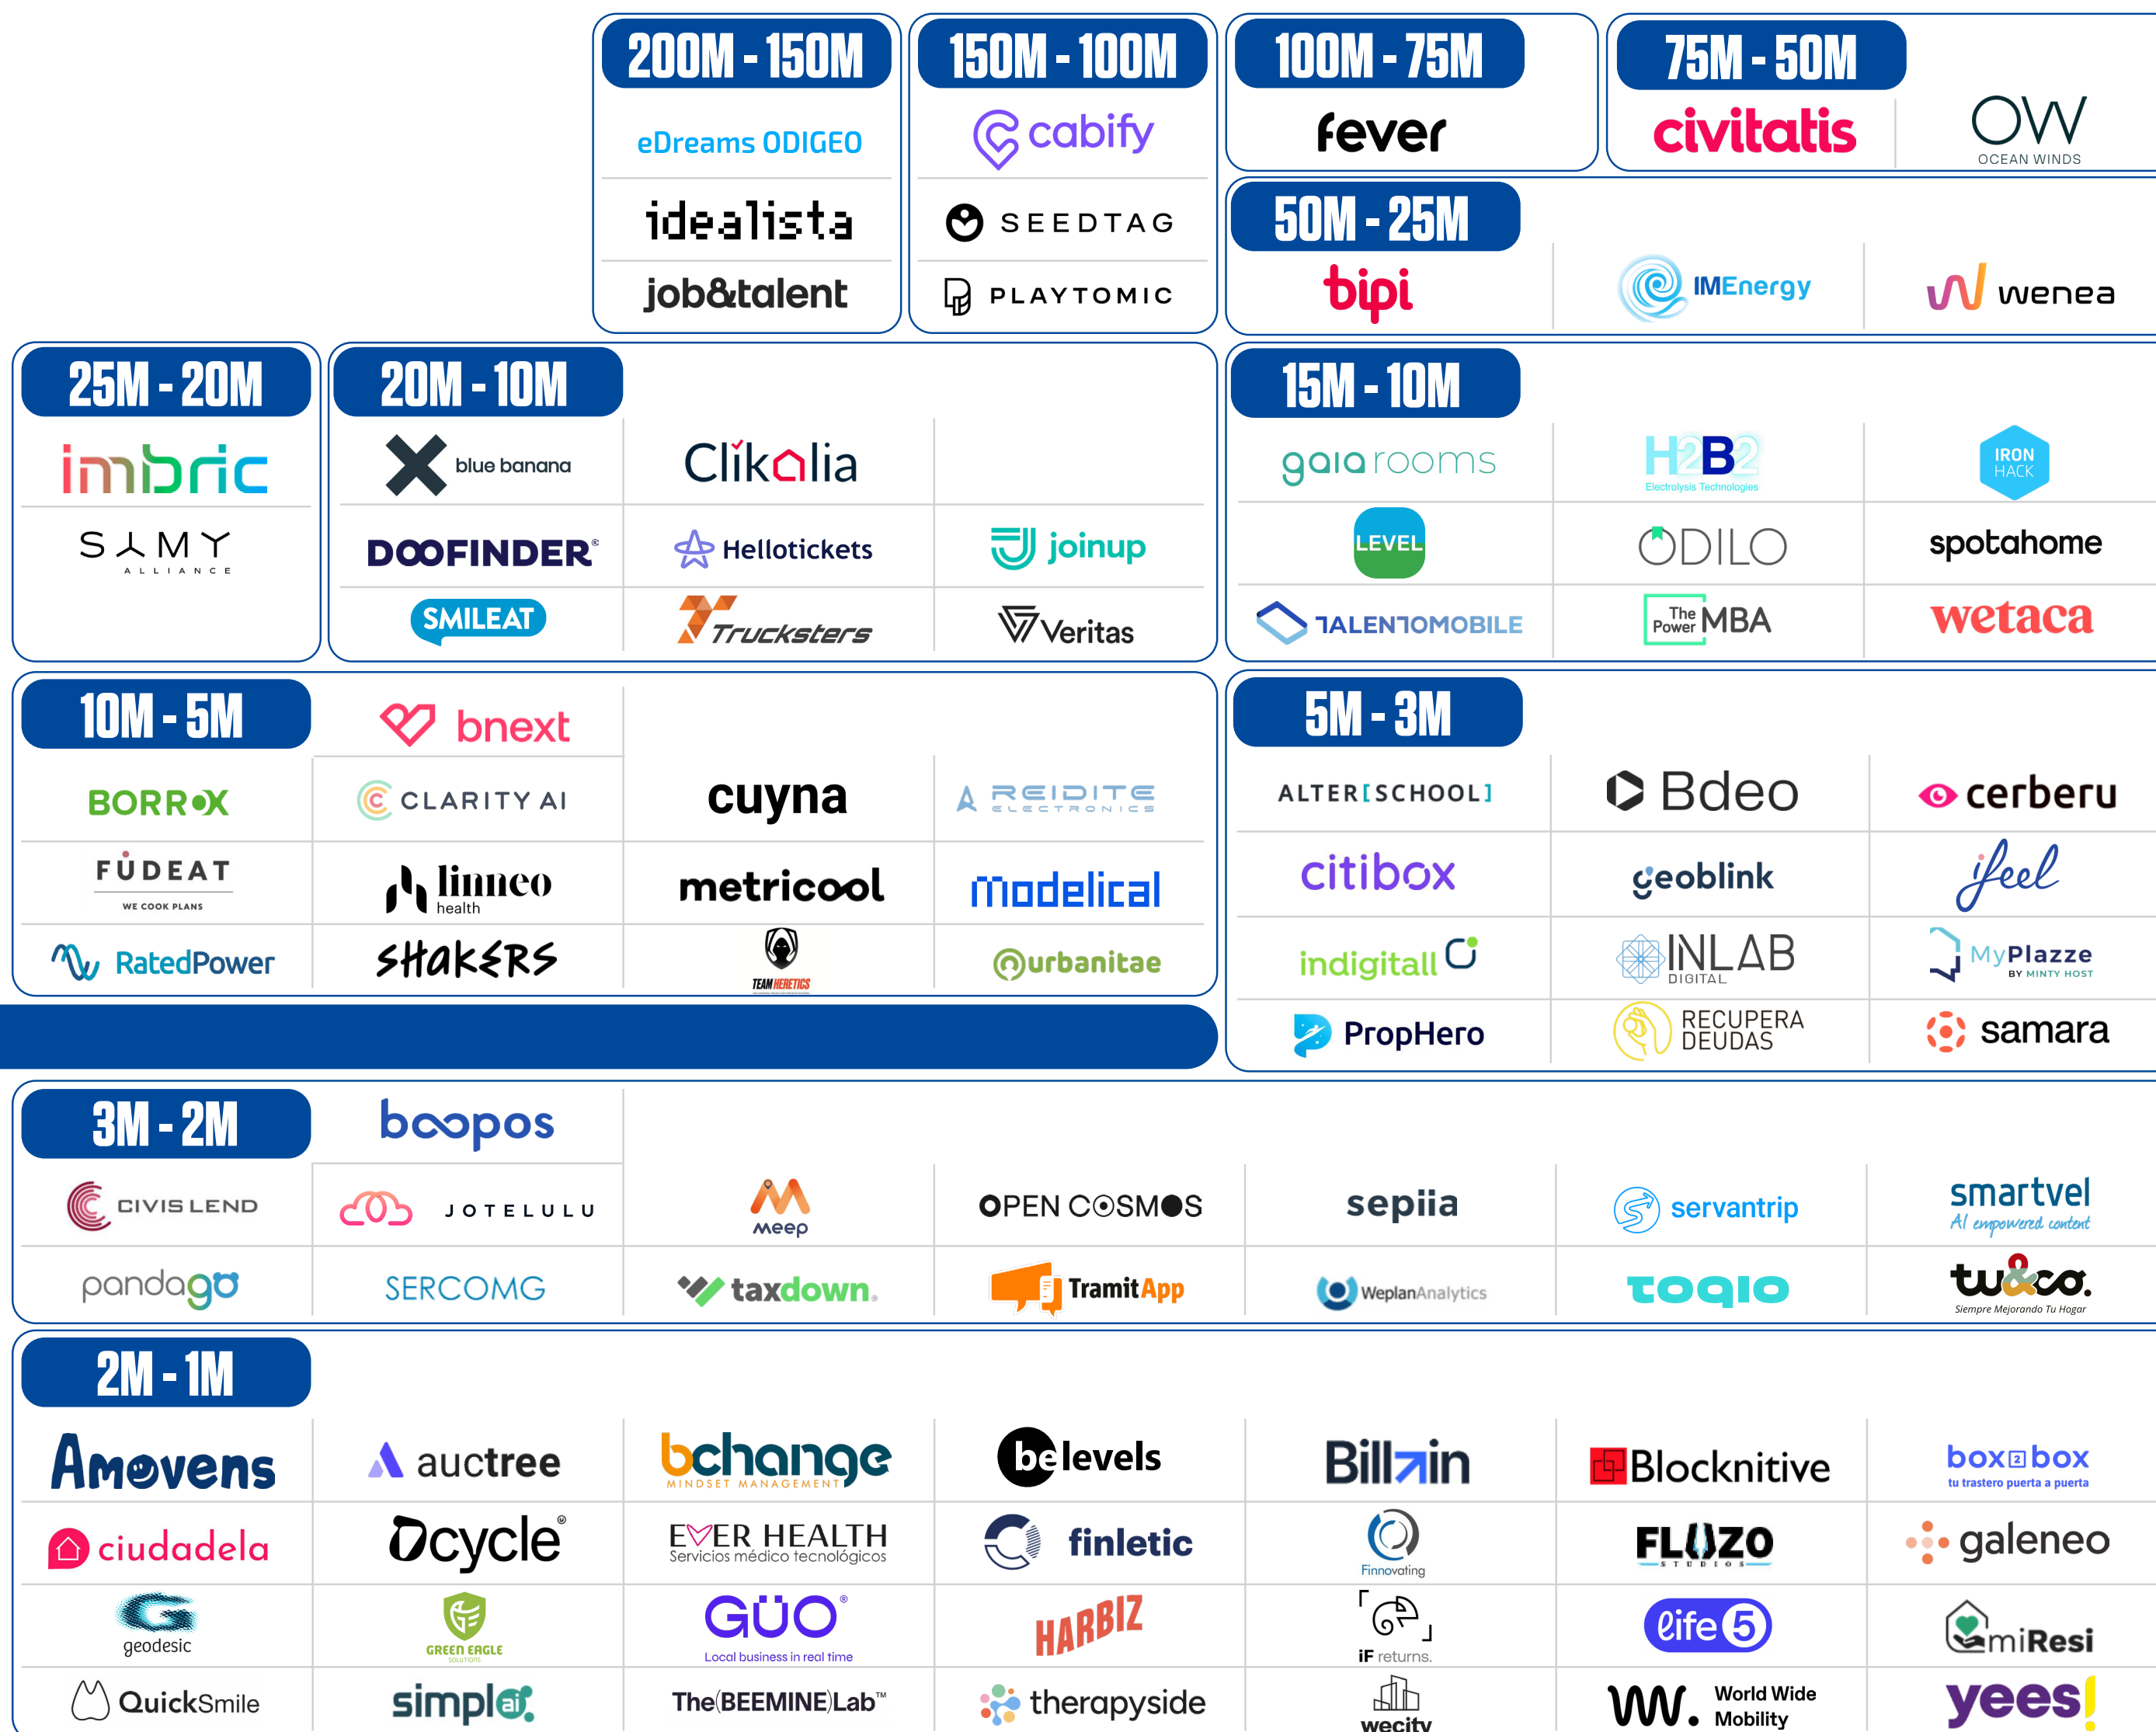 200M - 150M
eDreams ODIGEO
idealista
job&talent
150M - 100M
cabify
SEEDTAG
PLAYTOMIC
100M - 75M
fever
75M - 50M
civitatis
OW
OCEAN WINDS
50M - 25M
bipi
IMEnergy
wenea
25M - 20M
imbric
SAMY
ALLIANCE
20M - 10M
blue banana
Clikalia
DOOFINDER®
Hellotickets
joinup
SMILEAT
Trucksters
Veritas
15M - 10M
gaiarooms
H2B2
Electrolysis Technologies
IRON
HACK
LEVEL
ODILO
spotahome
TALENTOMOBILE
The
Power MBA
wetaca
10M - 5M
bnext
BORROX
CLARITY AI
cuyna
REIDITE
ELECTRONICS
FUDEAT
WE COOK PLANS
linneo
health
metricool
modelical
RatedPower
SHAKERS
TEAM HERETICS
urbanitae
5M - 3M
ALTER[SCHOOL]
Bdeo
cerberu
citibox
geoblink
ifeel
indigitall
INLAB
DIGITAL
MyPlazze
BY MINTY HOST
PropHero
RECUPERA
DEUDAS
samara
3M - 2M
boopos
CIVISLEND
JOTELULU
meep
OPEN COSMOS
sepiia
servantrip
smartvel
AI empowered content
pandago
SERCOMG
taxdown®
TramitApp
WeplanAnalytics
toqio
tu&co.
Siempre Mejorando Tu Hogar
2M - 1M
Amovens
auctree
bchange
MINDSET MANAGEMENT
belevels
Billin
Blocknitive
box2box
tu trastero puerta a puerta
ciudadela
Dcycle®
EVER HEALTH
Servicios médico tecnológicos
finletic
Finnovating
FLUZO
STUDIOS
galeneo
geodesic
GREEN EAGLE
SOLUTIONS
GÜO®
Local business in real time
HARBIZ
iF returns.
life5
miResi
QuickSmile
simplai
The(BEEMINE)Lab™
therapyside
wecity
World Wide
Mobility
yees!